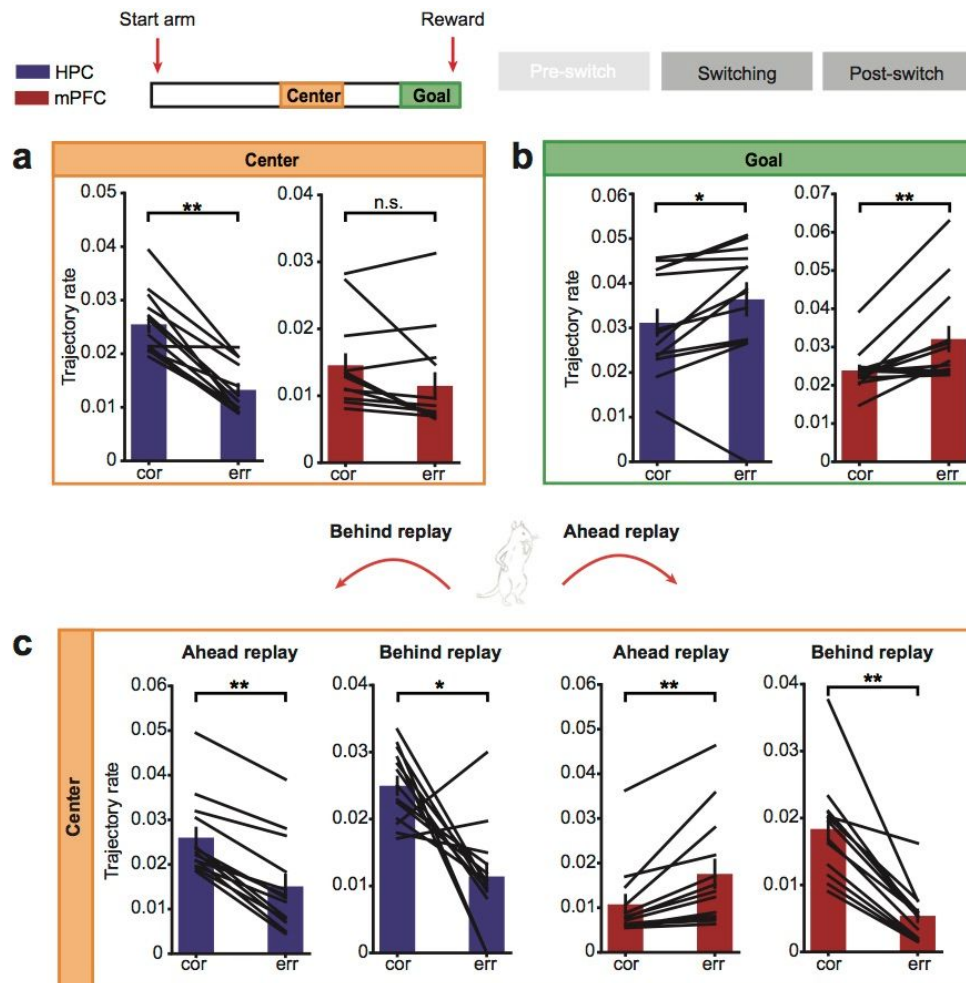 Start arm
Reward
HPC
mPFC
Center
Goal
Pre-switch
Switching
Post-switch
a
Center
b
Goal
Trajectory rate
0.05
0.04
0.03
0.02
0.01
0
**
cor
err
0.04
0.03
0.02
0.01
0
n.s.
cor
err
Trajectory rate
0.06
0.05
0.04
0.03
0.02
0.01
0
*
cor
err
0.07
0.06
0.05
0.04
0.03
0.02
0.01
0
**
cor
err
Behind replay
Ahead replay
c
Center
Ahead replay
Behind replay
Ahead replay
Behind replay
Trajectory rate
0.06
0.05
0.04
0.03
0.02
0.01
0
**
cor
err
0.04
0.03
0.02
0.01
0
*
cor
err
0.06
0.05
0.04
0.03
0.02
0.01
0
**
cor
err
0.04
0.03
0.02
0.01
0
**
cor
err